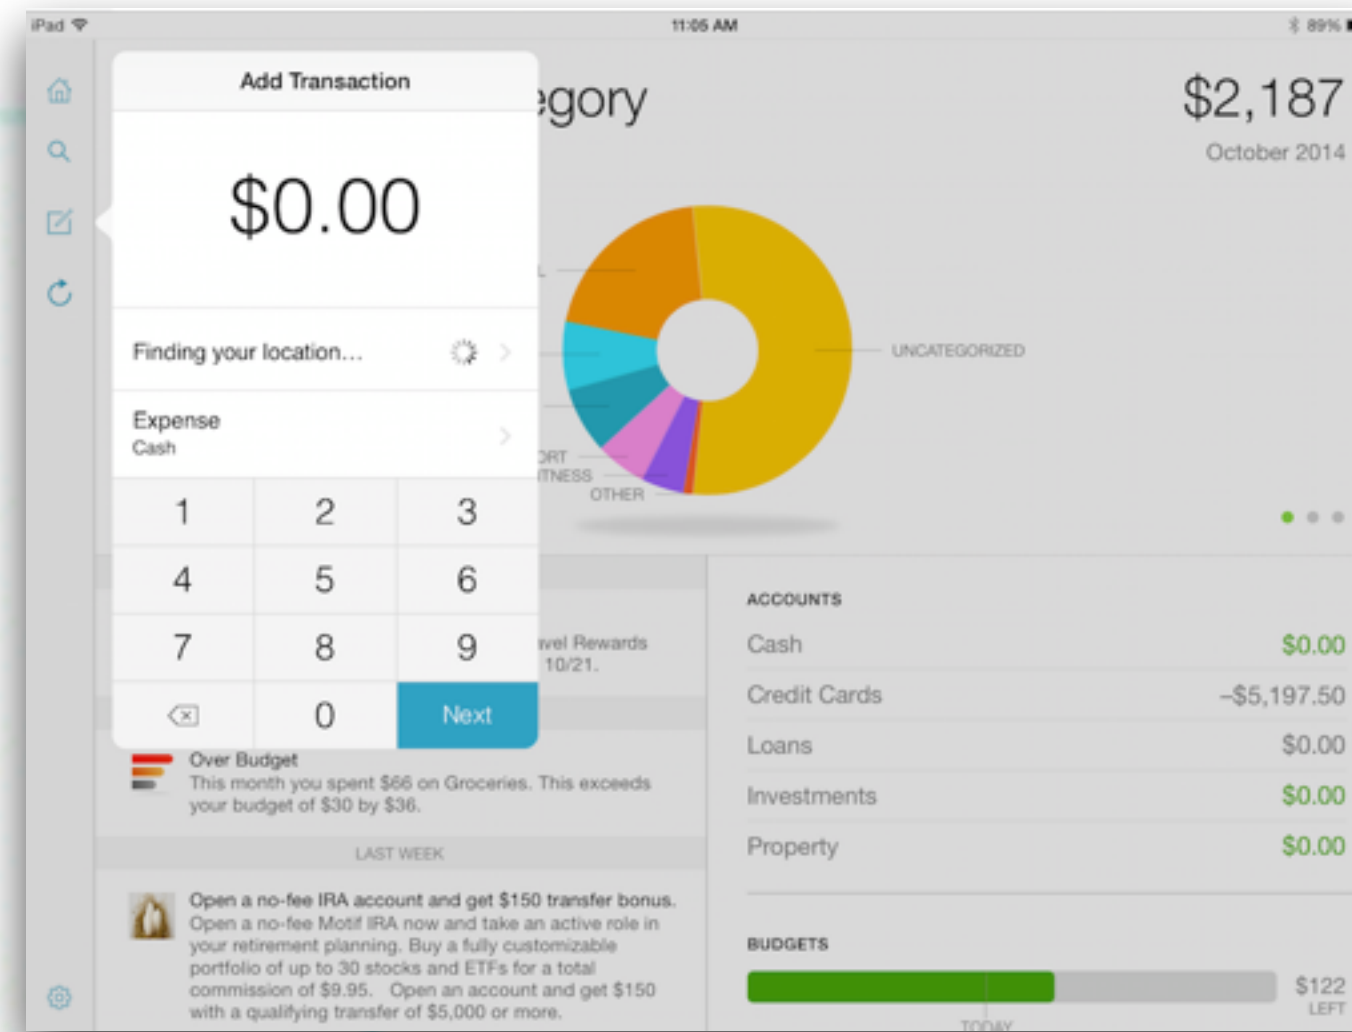 iPad
11:05 AM
89%
Add Transaction
egory
$2,187
October 2014
$0.00
Finding your location...
Expense
Cash
L
UNCATEGORIZED
ORT
TNESS
OTHER
1 2 3
4 5 6
7 8 9
0 Next
vel Rewards
10/21.
Over Budget
This month you spent $66 on Groceries. This exceeds
your budget of $30 by $36.
LAST WEEK
Open a no-fee IRA account and get $150 transfer bonus.
Open a no-fee Motif IRA now and take an active role in
your retirement planning. Buy a fully customizable
portfolio of up to 30 stocks and ETFs for a total
commission of $9.95. Open an account and get $150
with a qualifying transfer of $5,000 or more.
ACCOUNTS
Cash $0.00
Credit Cards –$5,197.50
Loans $0.00
Investments $0.00
Property $0.00
BUDGETS
$122
LEFT
TODAY